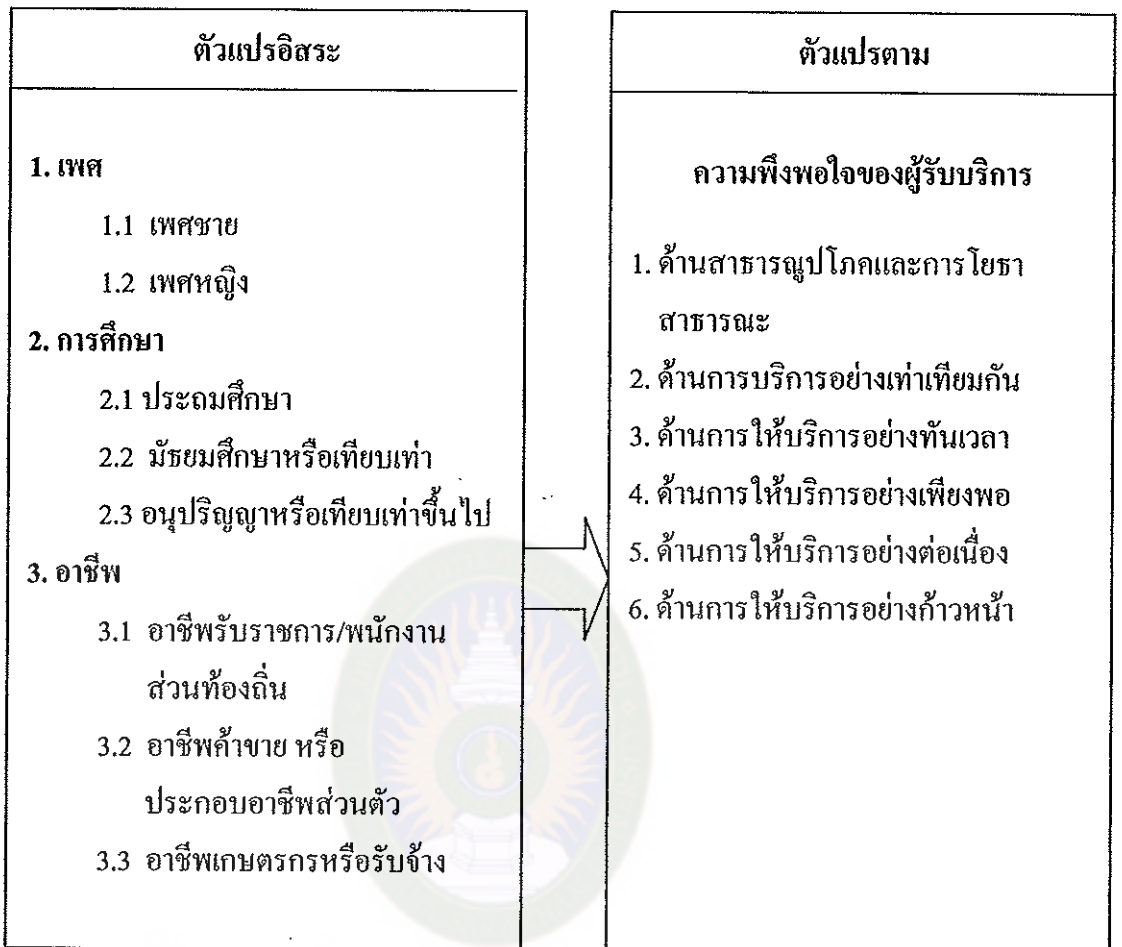 ตัวแปรอิสระ
1. เพศ
1.1 เพศชาย
1.2 เพศหญิง
2. การศึกษา
2.1 ประถมศึกษา
2.2 มัธยมศึกษาหรือเทียบเท่า
2.3 อนุปริญญาหรือเทียบเท่าขึ้นไป
3. อาชีพ
3.1 อาชีพรับราชการ/พนักงาน
ส่วนท้องถิ่น
3.2 อาชีพค้าขาย หรือ
ประกอบอาชีพส่วนตัว
3.3 อาชีพเกษตรกรหรือรับจ้าง
ตัวแปรตาม
ความพึงพอใจของผู้รับบริการ
1. ด้านสาธารณูปโภคและการโยธา
สาธารณะ
2. ด้านการบริการอย่างเท่าเทียมกัน
3. ด้านการให้บริการอย่างทันเวลา
4. ด้านการให้บริการอย่างเพียงพอ
5. ด้านการให้บริการอย่างต่อเนื่อง
6. ด้านการให้บริการอย่างก้าวหน้า